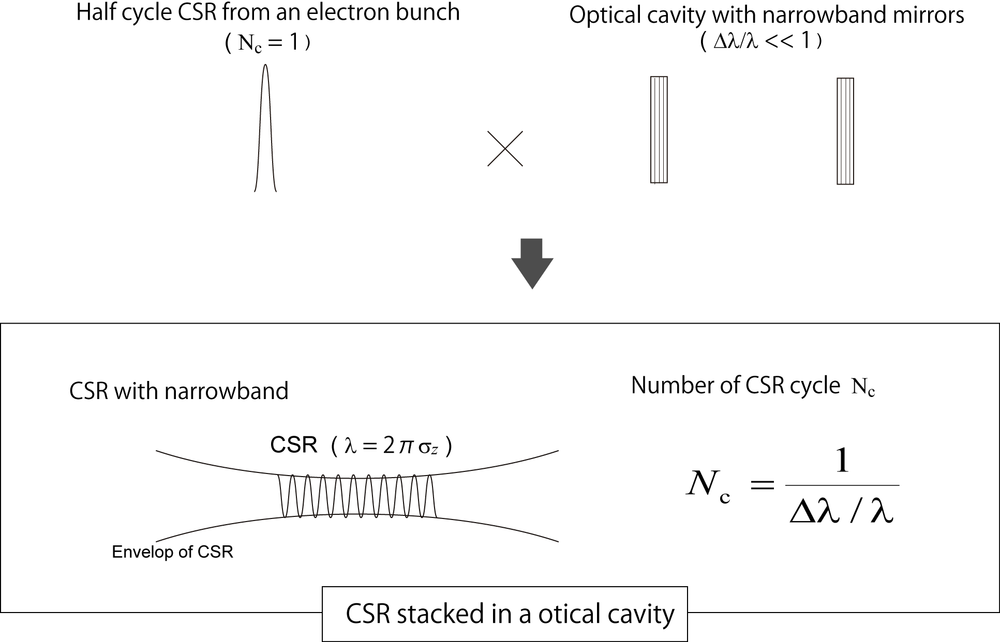 Half cycle CSR from an electron bunch
( Nc = 1 )
Optical cavity with narrowband mirrors
( Δλ/λ << 1 )
CSR with narrowband
CSR ( λ = 2 π σz )
Envelop of CSR
Number of CSR cycle Nc
Nc = 1
Δλ / λ
CSR stacked in a otical cavity